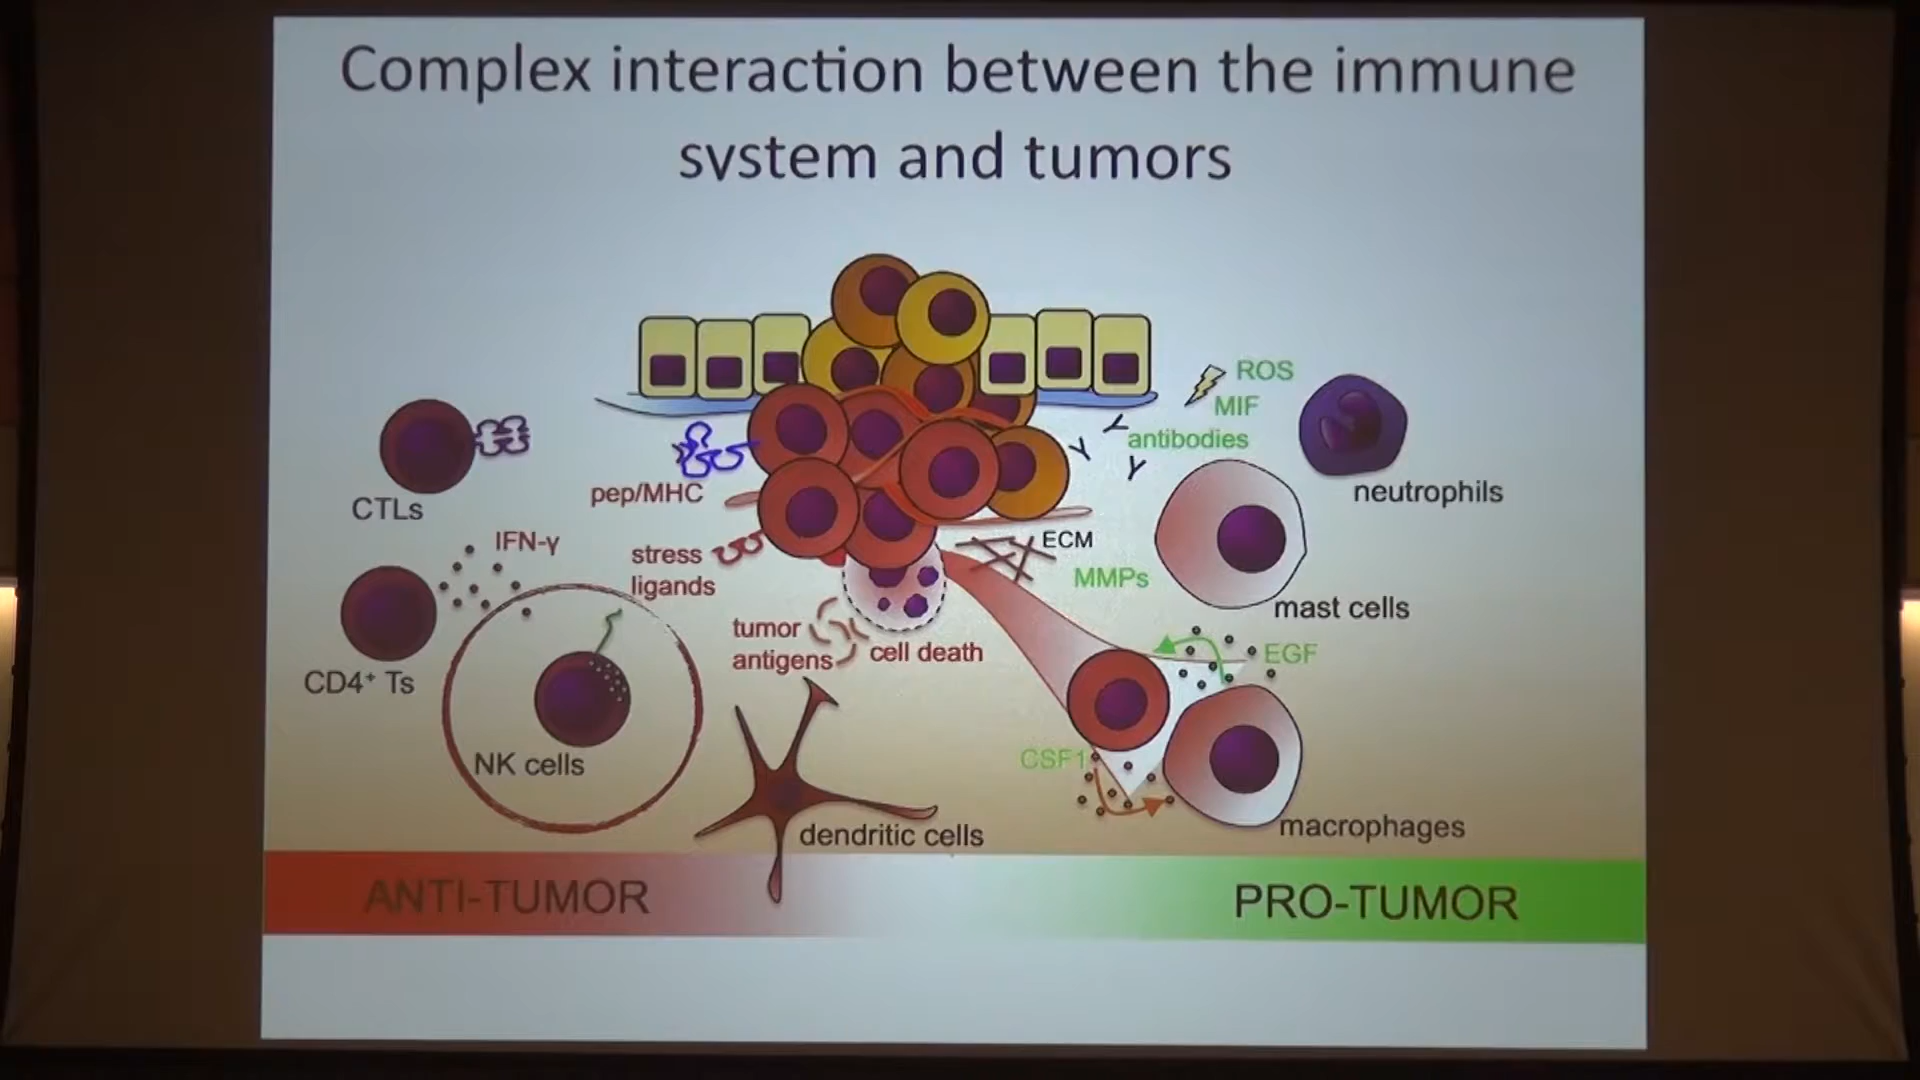 Complex interaction between the immune
system and tumors
ROS
MIF
antibodies
neutrophils
CTLs
pep/MHC
IFN-γ
stress
ligands
ECM
MMPs
mast cells
tumor
antigens
cell death
EGF
CD4⁺ Ts
NK cells
CSF1
dendritic cells
macrophages
ANTI-TUMOR
PRO-TUMOR